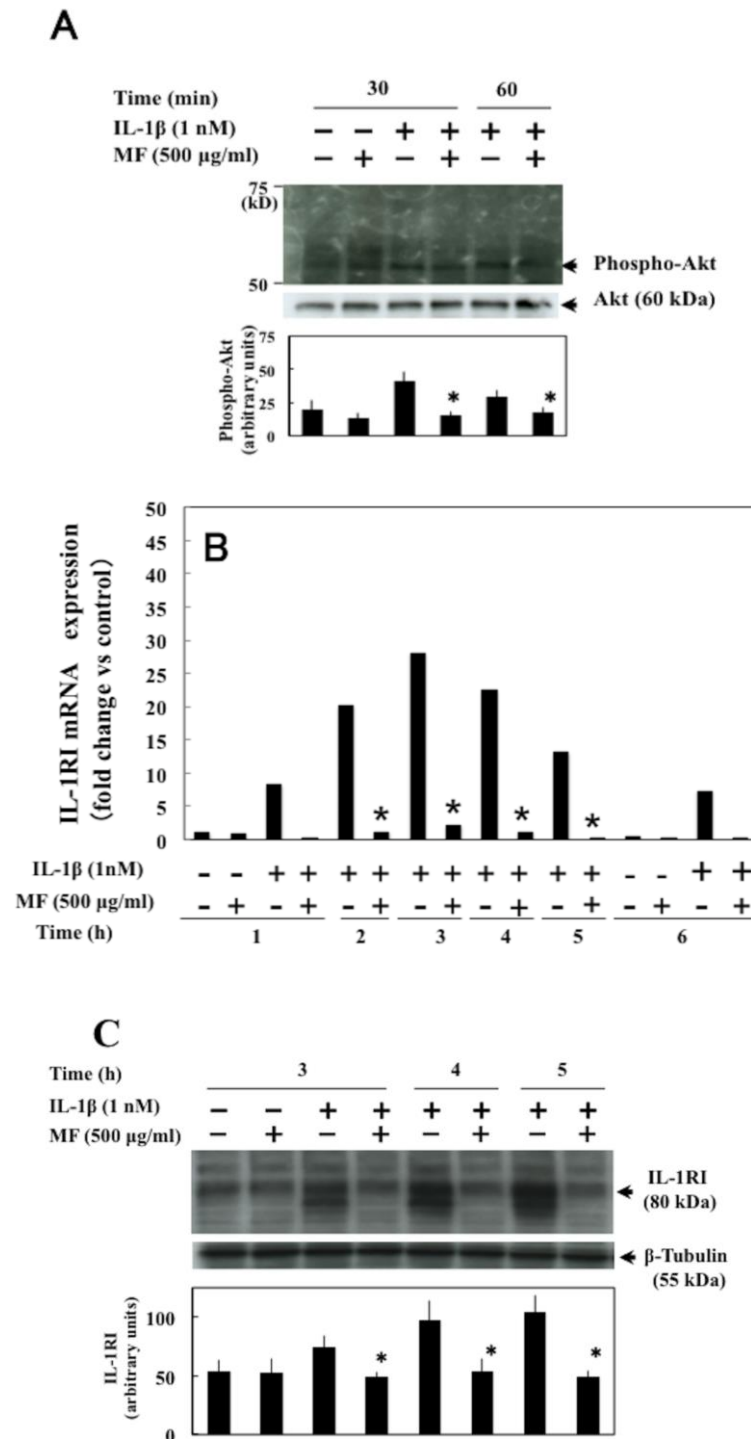 A
Time (min) 30 60
IL-1β (1 nM) − − + + + +
MF (500 μg/ml) − + − + − +
75
(kD)
50
Phospho-Akt
Akt (60 kDa)
Phospho-Akt
(arbitrary units)
75
50
25
0
* *
B
IL-1RI mRNA expression
(fold change vs control)
50
45
40
35
30
25
20
15
10
5
0
* * * *
IL-1β (1nM) - - + + + + + + + + + + - - + +
MF (500 μg/ml) - + - + - + - + - + - + - + - +
Time (h) 1 2 3 4 5 6
C
Time (h) 3 4 5
IL-1β (1 nM) − − + + + + + +
MF (500 μg/ml) − + − + − + − +
IL-1RI
(80 kDa)
β-Tubulin
(55 kDa)
IL-1RI
(arbitrary units)
100
50
0
* * *